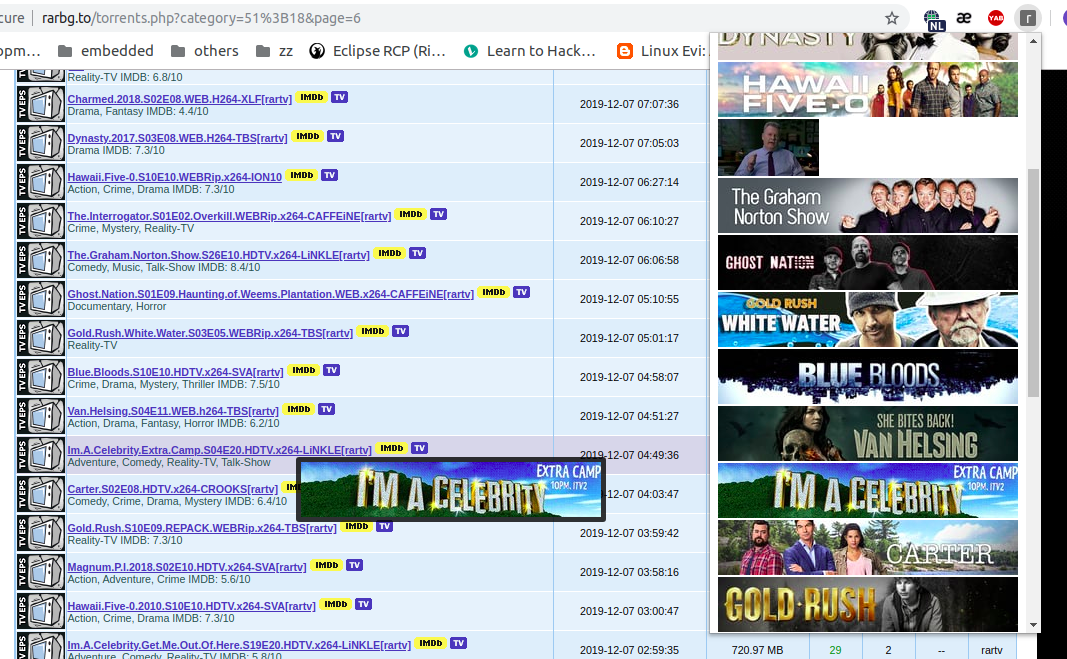 cure
rarbg.to/torrents.php?category=51%3B18&page=6
NL
æ
YAB
r
opm...
embedded
others
zz
Eclipse RCP (Ri...
Learn to Hack...
Linux Evi:
Reality-TV IMDB: 6.8/10
TV EPS
Charmed.2018.S02E08.WEB.H264-XLF[rartv] IMDb TV
Drama, Fantasy IMDB: 4.4/10
2019-12-07 07:07:36
TV EPS
Dynasty.2017.S03E08.WEB.H264-TBS[rartv] IMDb TV
Drama IMDB: 7.3/10
2019-12-07 07:05:03
TV EPS
Hawaii.Five-0.S10E10.WEBRip.x264-ION10 IMDb TV
Action, Crime, Drama IMDB: 7.3/10
2019-12-07 06:27:14
TV EPS
The.Interrogator.S01E02.Overkill.WEBRip.x264-CAFFEiNE[rartv] IMDb TV
Crime, Mystery, Reality-TV
2019-12-07 06:10:27
TV EPS
The.Graham.Norton.Show.S26E10.HDTV.x264-LiNKLE[rartv] IMDb TV
Comedy, Music, Talk-Show IMDB: 8.4/10
2019-12-07 06:06:58
TV EPS
Ghost.Nation.S01E09.Haunting.of.Weems.Plantation.WEB.x264-CAFFEiNE[rartv] IMDb TV
Documentary, Horror
2019-12-07 05:10:55
TV EPS
Gold.Rush.White.Water.S03E05.WEBRip.x264-TBS[rartv] IMDb TV
Reality-TV
2019-12-07 05:01:17
TV EPS
Blue.Bloods.S10E10.HDTV.x264-SVA[rartv] IMDb TV
Crime, Drama, Mystery, Thriller IMDB: 7.5/10
2019-12-07 04:58:07
TV EPS
Van.Helsing.S04E11.WEB.h264-TBS[rartv] IMDb TV
Action, Drama, Fantasy, Horror IMDB: 6.2/10
2019-12-07 04:51:27
TV EPS
Im.A.Celebrity.Extra.Camp.S04E20.HDTV.x264-LiNKLE[rartv] IMDb TV
Adventure, Comedy, Reality-TV, Talk-Show
2019-12-07 04:49:36
TV EPS
Carter.S02E08.HDTV.x264-CROOKS[rartv]
Comedy, Crime, Drama, Mystery IMDB: 6.4/10
-12-07 04:03:47
EXTRA CAMP
10PM. ITV2
I'M A CELEBRITY
TV EPS
Gold.Rush.S10E09.REPACK.WEBRip.x264-TBS[rartv] IMDb TV
Reality-TV IMDB: 7.3/10
2019-12-07 03:59:42
TV EPS
Magnum.P.I.2018.S02E10.HDTV.x264-SVA[rartv] IMDb TV
Action, Adventure, Crime IMDB: 5.6/10
2019-12-07 03:58:16
TV EPS
Hawaii.Five-0.2010.S10E10.HDTV.x264-SVA[rartv] IMDb TV
Action, Crime, Drama IMDB: 7.3/10
2019-12-07 03:00:47
TV EPS
Im.A.Celebrity.Get.Me.Out.Of.Here.S19E20.HDTV.x264-LiNKLE[rartv] IMDb TV
Adventure, Comedy, Reality-TV IMDB: 5.8/10
2019-12-07 02:59:35
720.97 MB
29
2
--
rartv
DYNASTY
HAWAII
FIVE-O
The Graham
Norton Show
GHOST NATION
GOLD RUSH
WHITE WATER
BLUE BLOODS
SHE BITES BACK!
VAN HELSING
EXTRA CAMP
10PM. ITV2
I'M A CELEBRITY
CARTER
GOLD RUSH